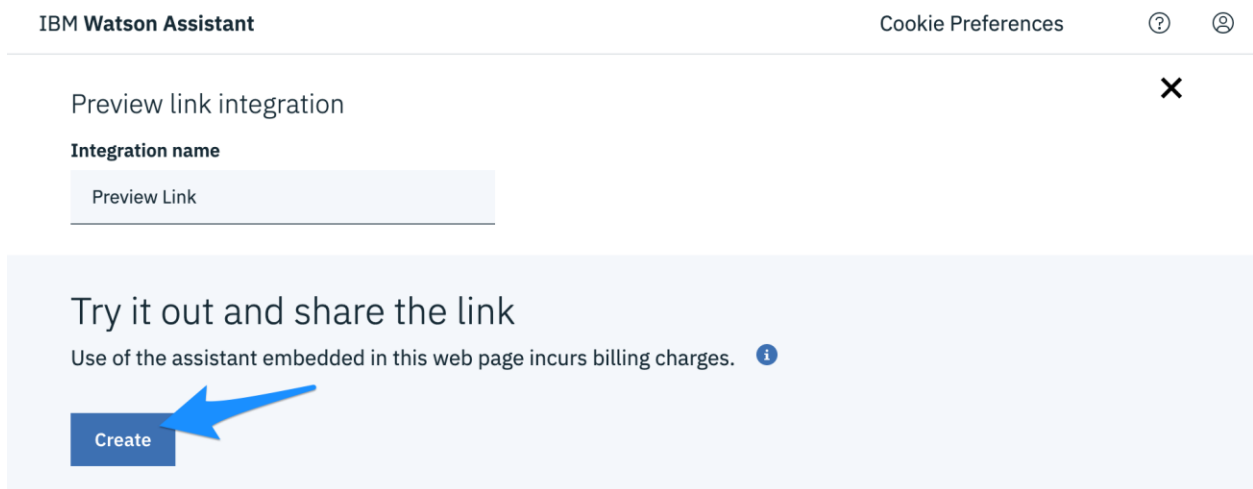 IBM Watson Assistant
Cookie Preferences
Preview link integration
Integration name
Preview Link
Try it out and share the link
Use of the assistant embedded in this web page incurs billing charges.
Create